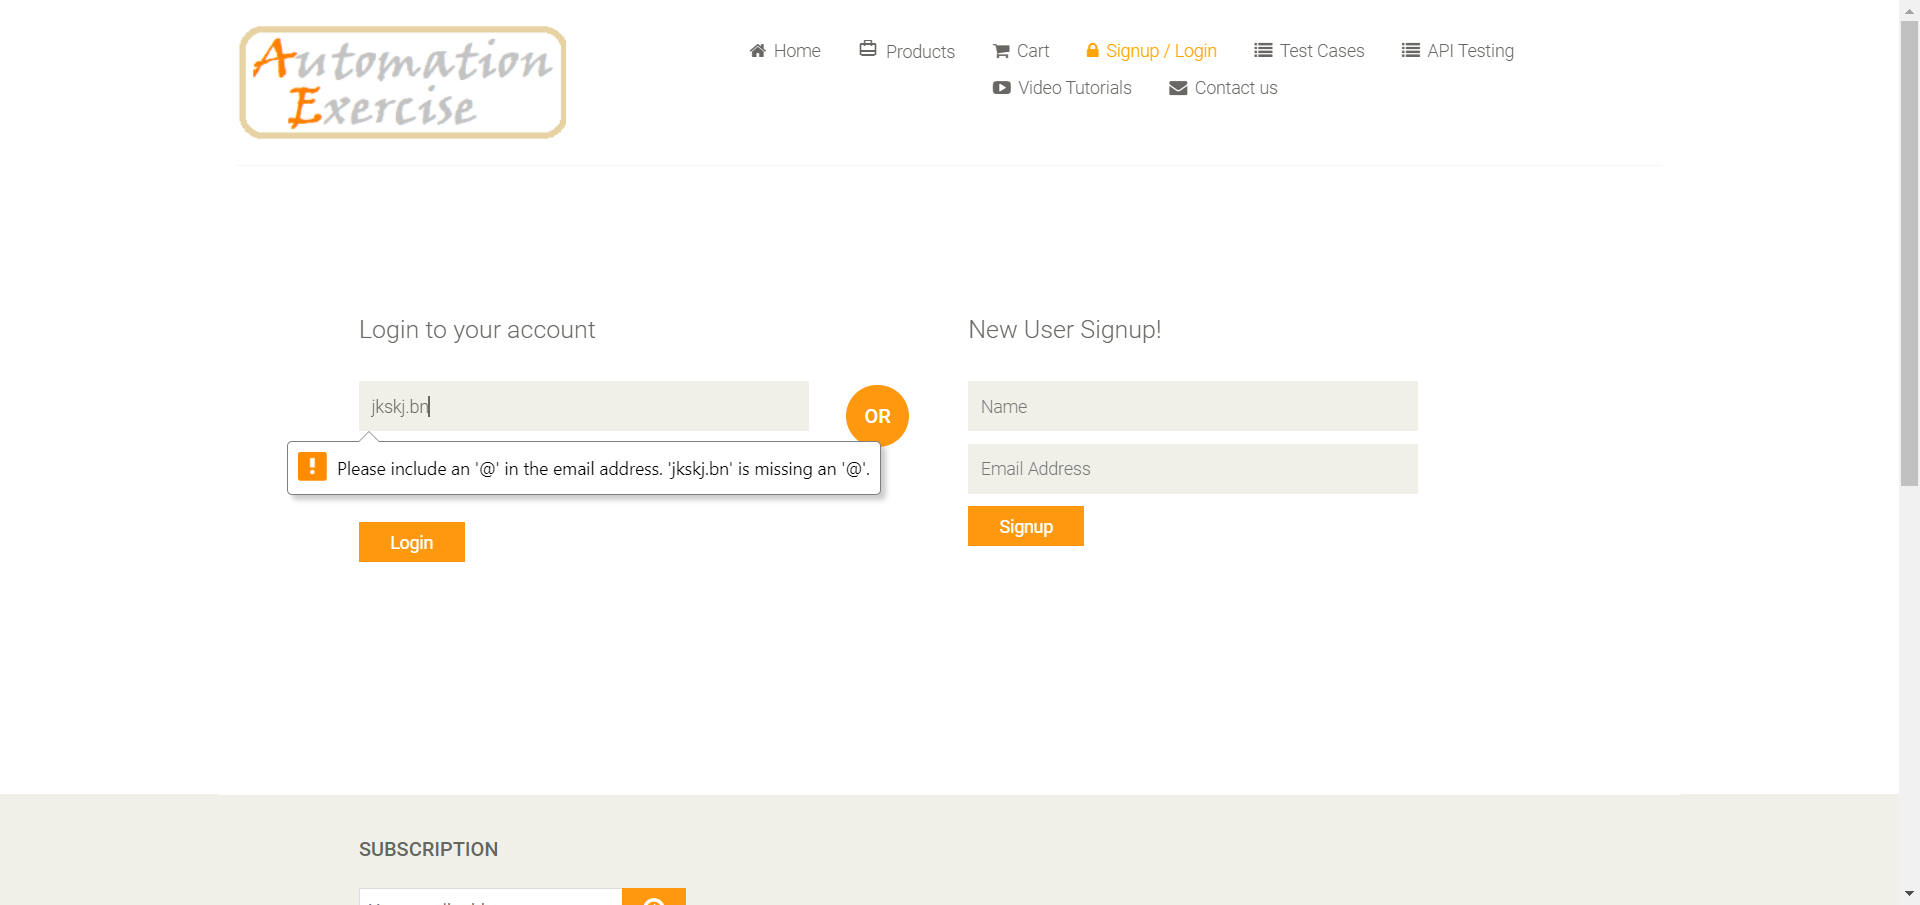 Automation
Exercise
Home
Products
Cart
Signup / Login
Test Cases
API Testing
Video Tutorials
Contact us
Login to your account
jkskj.bn
Please include an '@' in the email address. 'jkskj.bn' is missing an '@'.
Login
OR
New User Signup!
Name
Email Address
Signup
SUBSCRIPTION